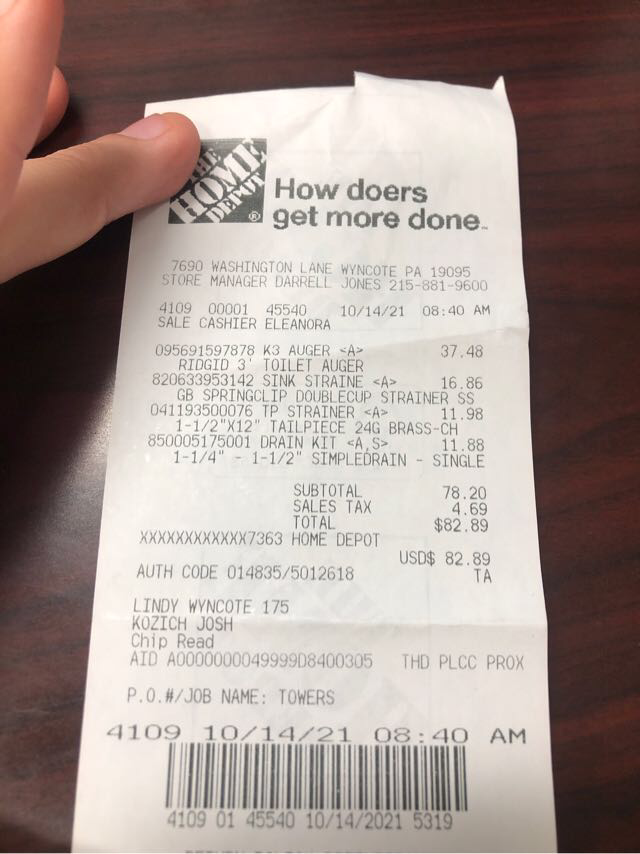 THE
HOME
DEPOT
®
How doers
get more done™
7690 WASHINGTON LANE WYNCOTE PA 19095
STORE MANAGER DARRELL JONES 215-881-9600
4109 00001 45540 10/14/21 08:40 AM
SALE CASHIER ELEANORA
095691597878 K3 AUGER <A> 37.48
RIDGID 3' TOILET AUGER
820633953142 SINK STRAINE <A> 16.86
GB SPRINGCLIP DOUBLECUP STRAINER SS
041193500076 TP STRAINER <A> 11.98
1-1/2"X12" TAILPIECE 24G BRASS-CH
850005175001 DRAIN KIT <A,S> 11.88
1-1/4" - 1-1/2" SIMPLEDRAIN - SINGLE
SUBTOTAL 78.20
SALES TAX 4.69
TOTAL $82.89
XXXXXXXXXXXX7363 HOME DEPOT
USD$ 82.89
AUTH CODE 014835/5012618 TA
LINDY WYNCOTE 175
KOZICH JOSH
Chip Read
AID A0000000049999D8400305 THD PLCC PROX
P.O.#/JOB NAME: TOWERS
4109 10/14/21 08:40 AM
4109 01 45540 10/14/2021 5319